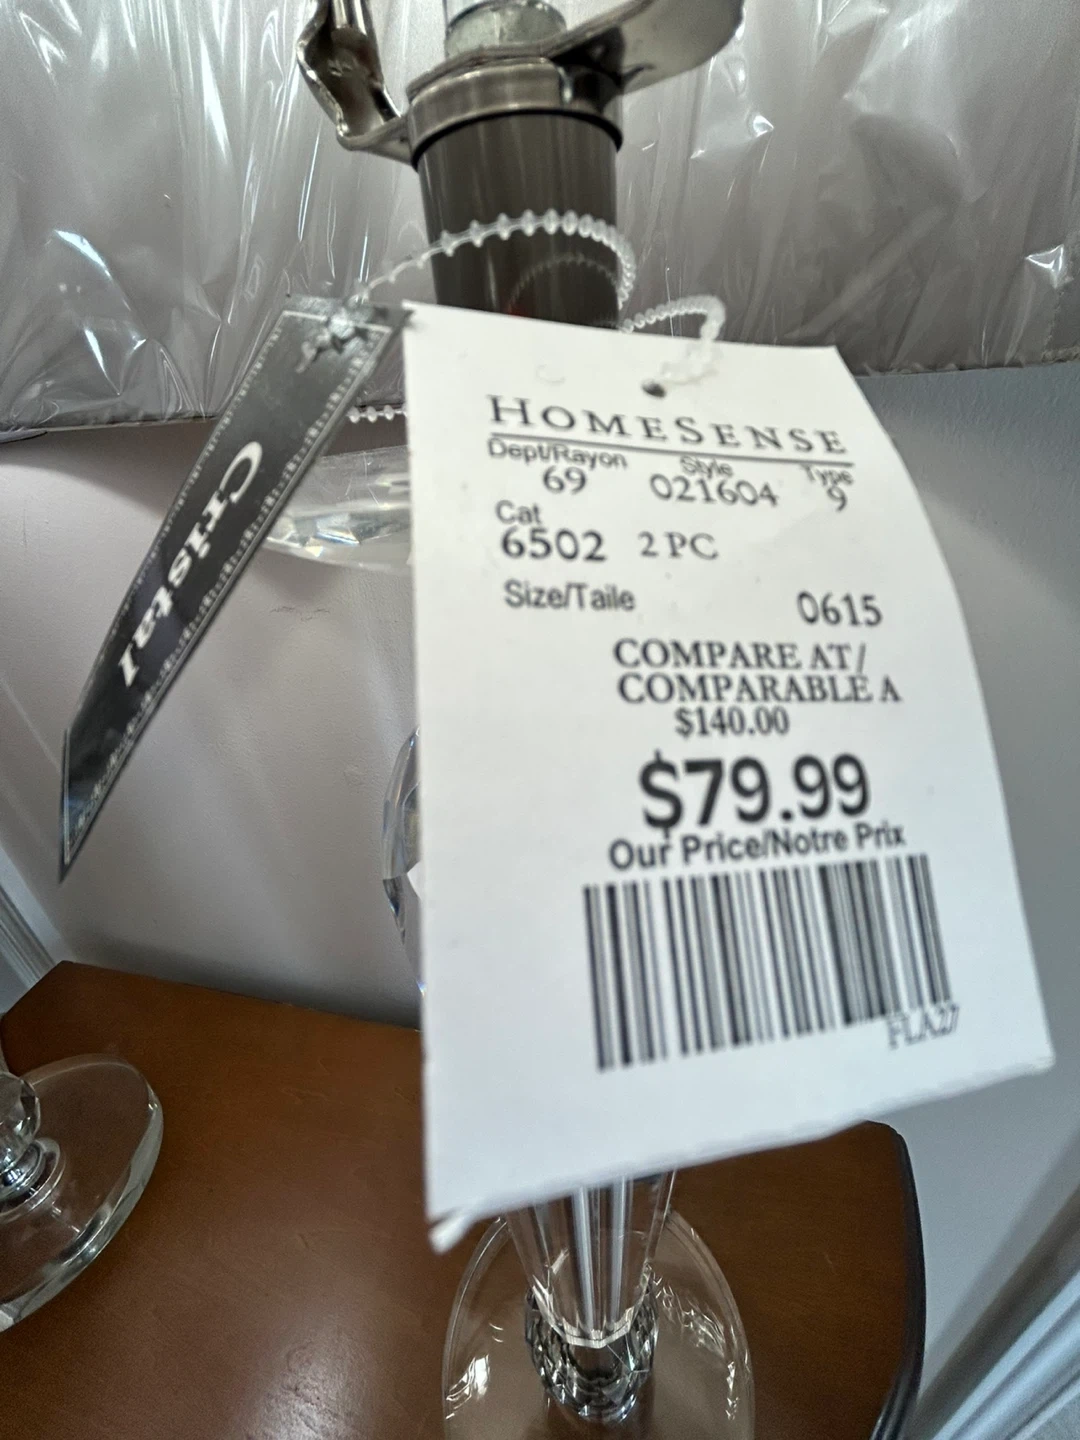 Cristal
HOMESENSE
Dept/Rayon Style Type
69 021604 9
Cat
6502 2 PC
Size/Taile
0615
COMPARE AT/
COMPARABLE A
$140.00
$79.99
Our Price/Notre Prix
FLA27